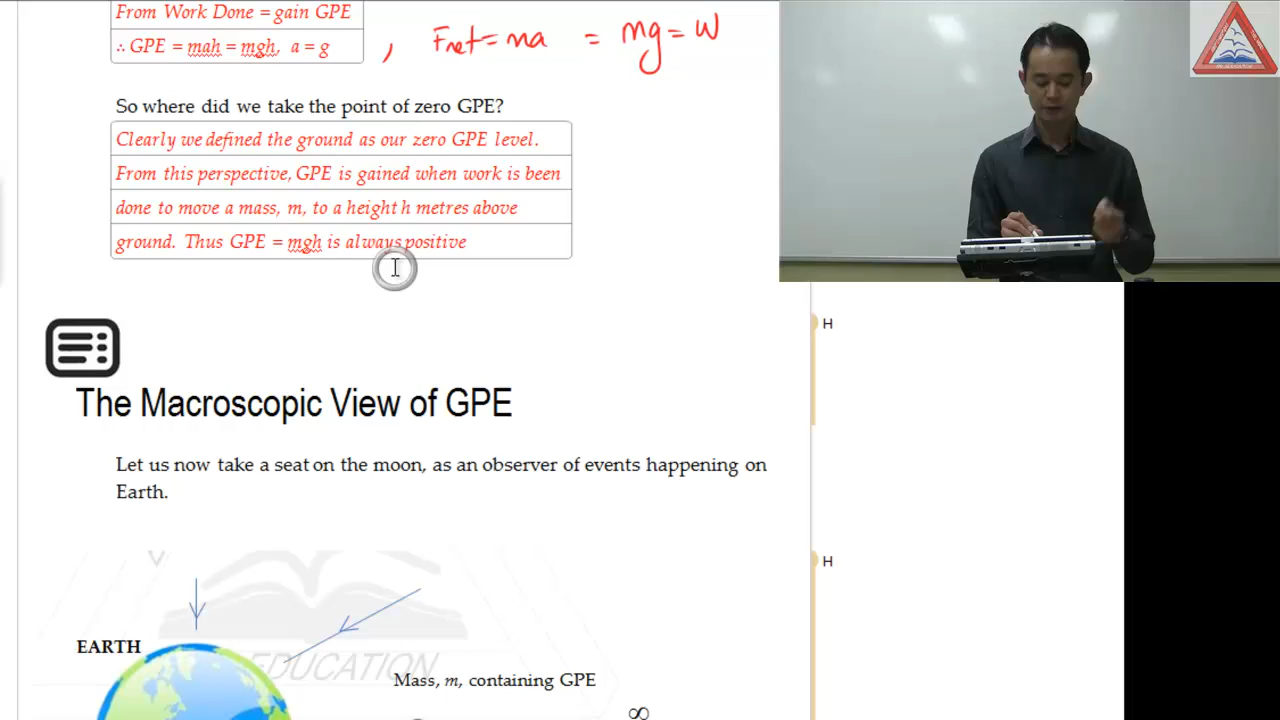 From Work Done = gain GPE
∴ GPE = mah = mgh, a = g
, Fnet = ma = mg = W
So where did we take the point of zero GPE?
Clearly we defined the ground as our zero GPE level.
From this perspective, GPE is gained when work is been
done to move a mass, m, to a height h metres above
ground. Thus GPE = mgh is always positive
H
The Macroscopic View of GPE
Let us now take a seat on the moon, as an observer of events happening on
Earth.
H
EARTH
EDUCATION
Mass, m, containing GPE
∞